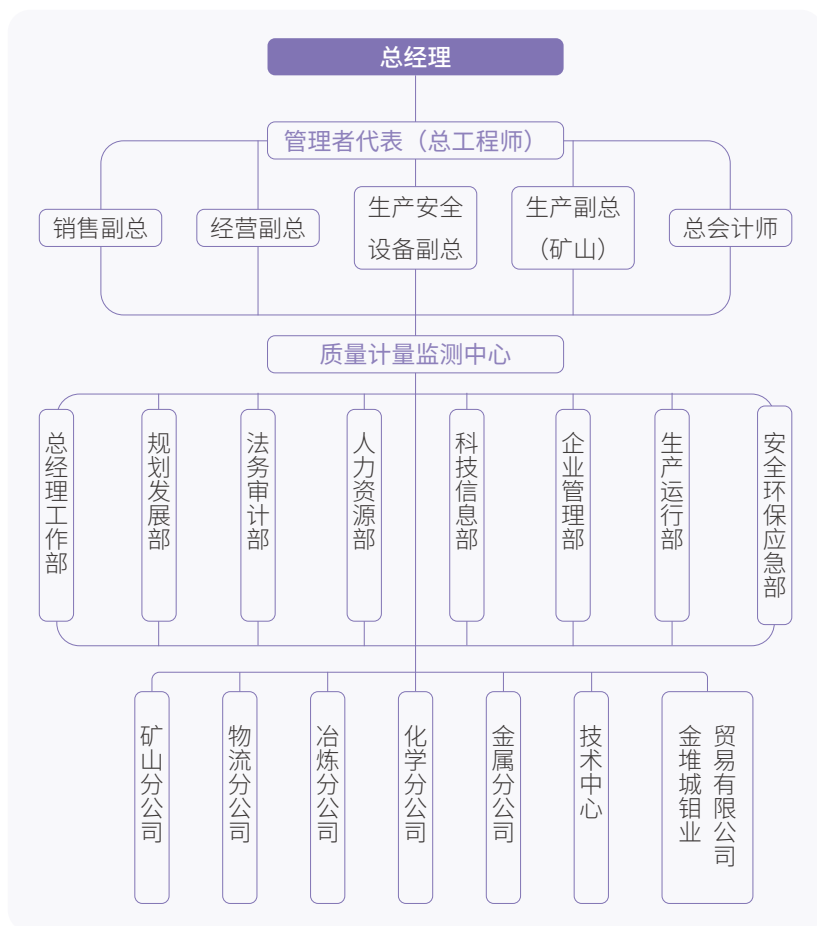 总经理
管理者代表（总工程师）
销售副总
经营副总
生产安全
设备副总
生产副总
（矿山）
总会计师
质量计量监测中心
总经理工作部
规划发展部
法务审计部
人力资源部
科技信息部
企业管理部
生产运行部
安全环保应急部
矿山分公司
物流分公司
冶炼分公司
化学分公司
金属分公司
技术中心
金堆城钼业
贸易有限公司